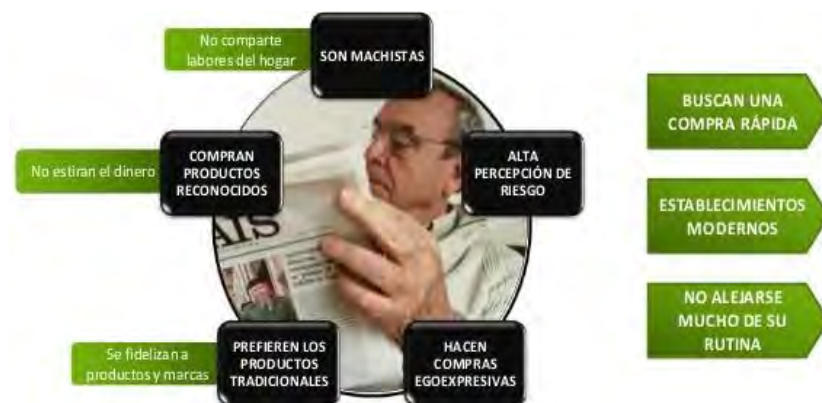 No comparte
labores del hogar
SON MACHISTAS
No estiran el dinero
COMPRAN
PRODUCTOS
RECONOCIDOS
ALTA
PERCEPCIÓN DE
RIESGO
AIS
Se fidelizan a
productos y marcas
PREFIEREN LOS
PRODUCTOS
TRADICIONALES
HACEN
COMPRAS
EGOEXPRESIVAS
BUSCAN UNA
COMPRA RÁPIDA
ESTABLECIMIENTOS
MODERNOS
NO ALEJARSE
MUCHO DE SU
RUTINA